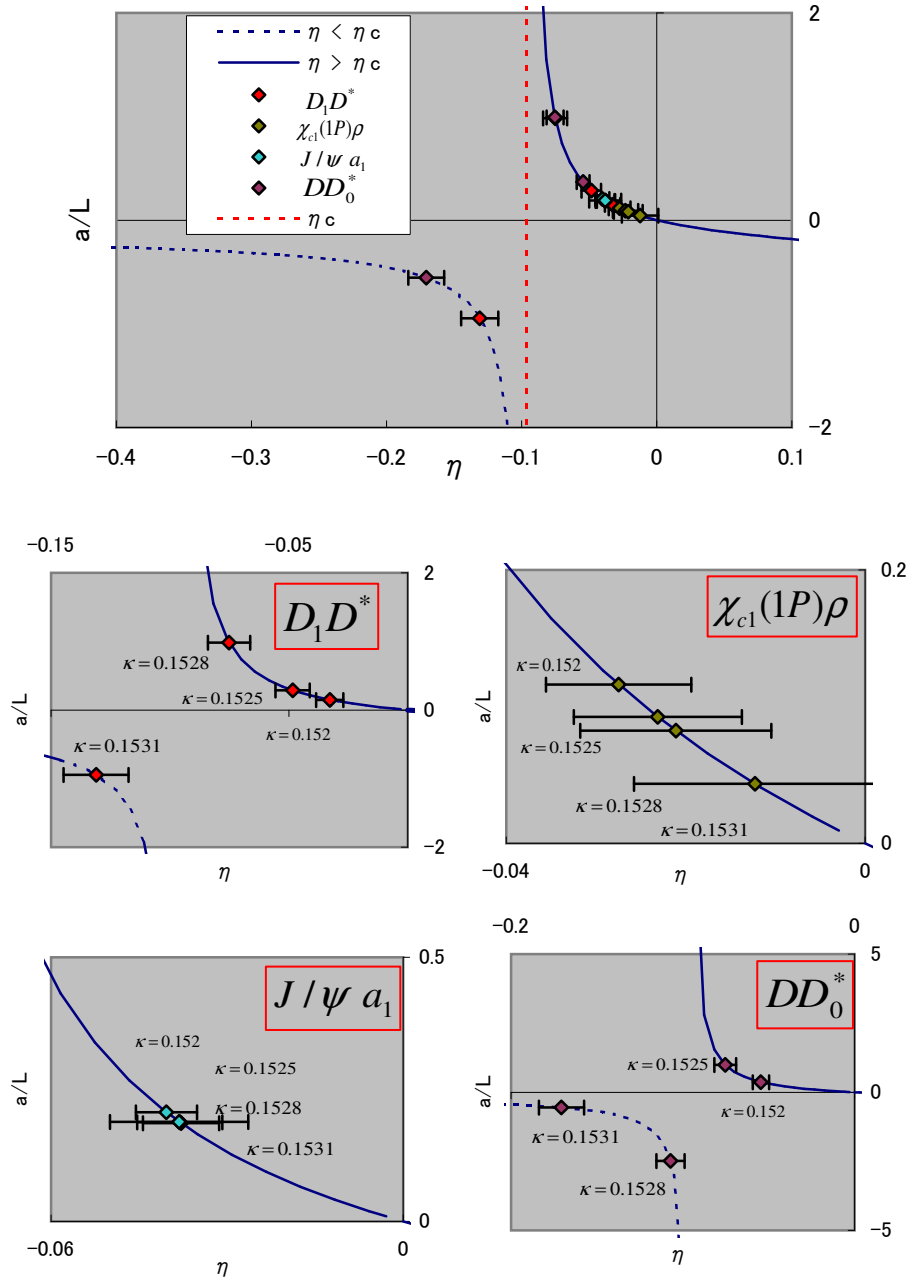 2
η < ηc
η > ηc
D₁D*
χc1(1P)ρ
J/ψ a₁
DD₀*
ηc
a/L
0
-2
-0.4 -0.3 -0.2 -0.1 0 0.1
η
-0.15 -0.05
2
D₁D*
κ=0.1528
κ=0.1525
a/L
0
κ=0.152
κ=0.1531
-2
η
0.2
χc1(1P)ρ
κ=0.152
a/L
κ=0.1525
κ=0.1528
κ=0.1531
0
-0.04 0
η
0.5
J/ψ a₁
κ=0.152
κ=0.1525
a/L
κ=0.1528
κ=0.1531
0
-0.06 0
η
-0.2 0
5
DD₀*
κ=0.1525
a/L
0
κ=0.152
κ=0.1531
κ=0.1528
-5
η